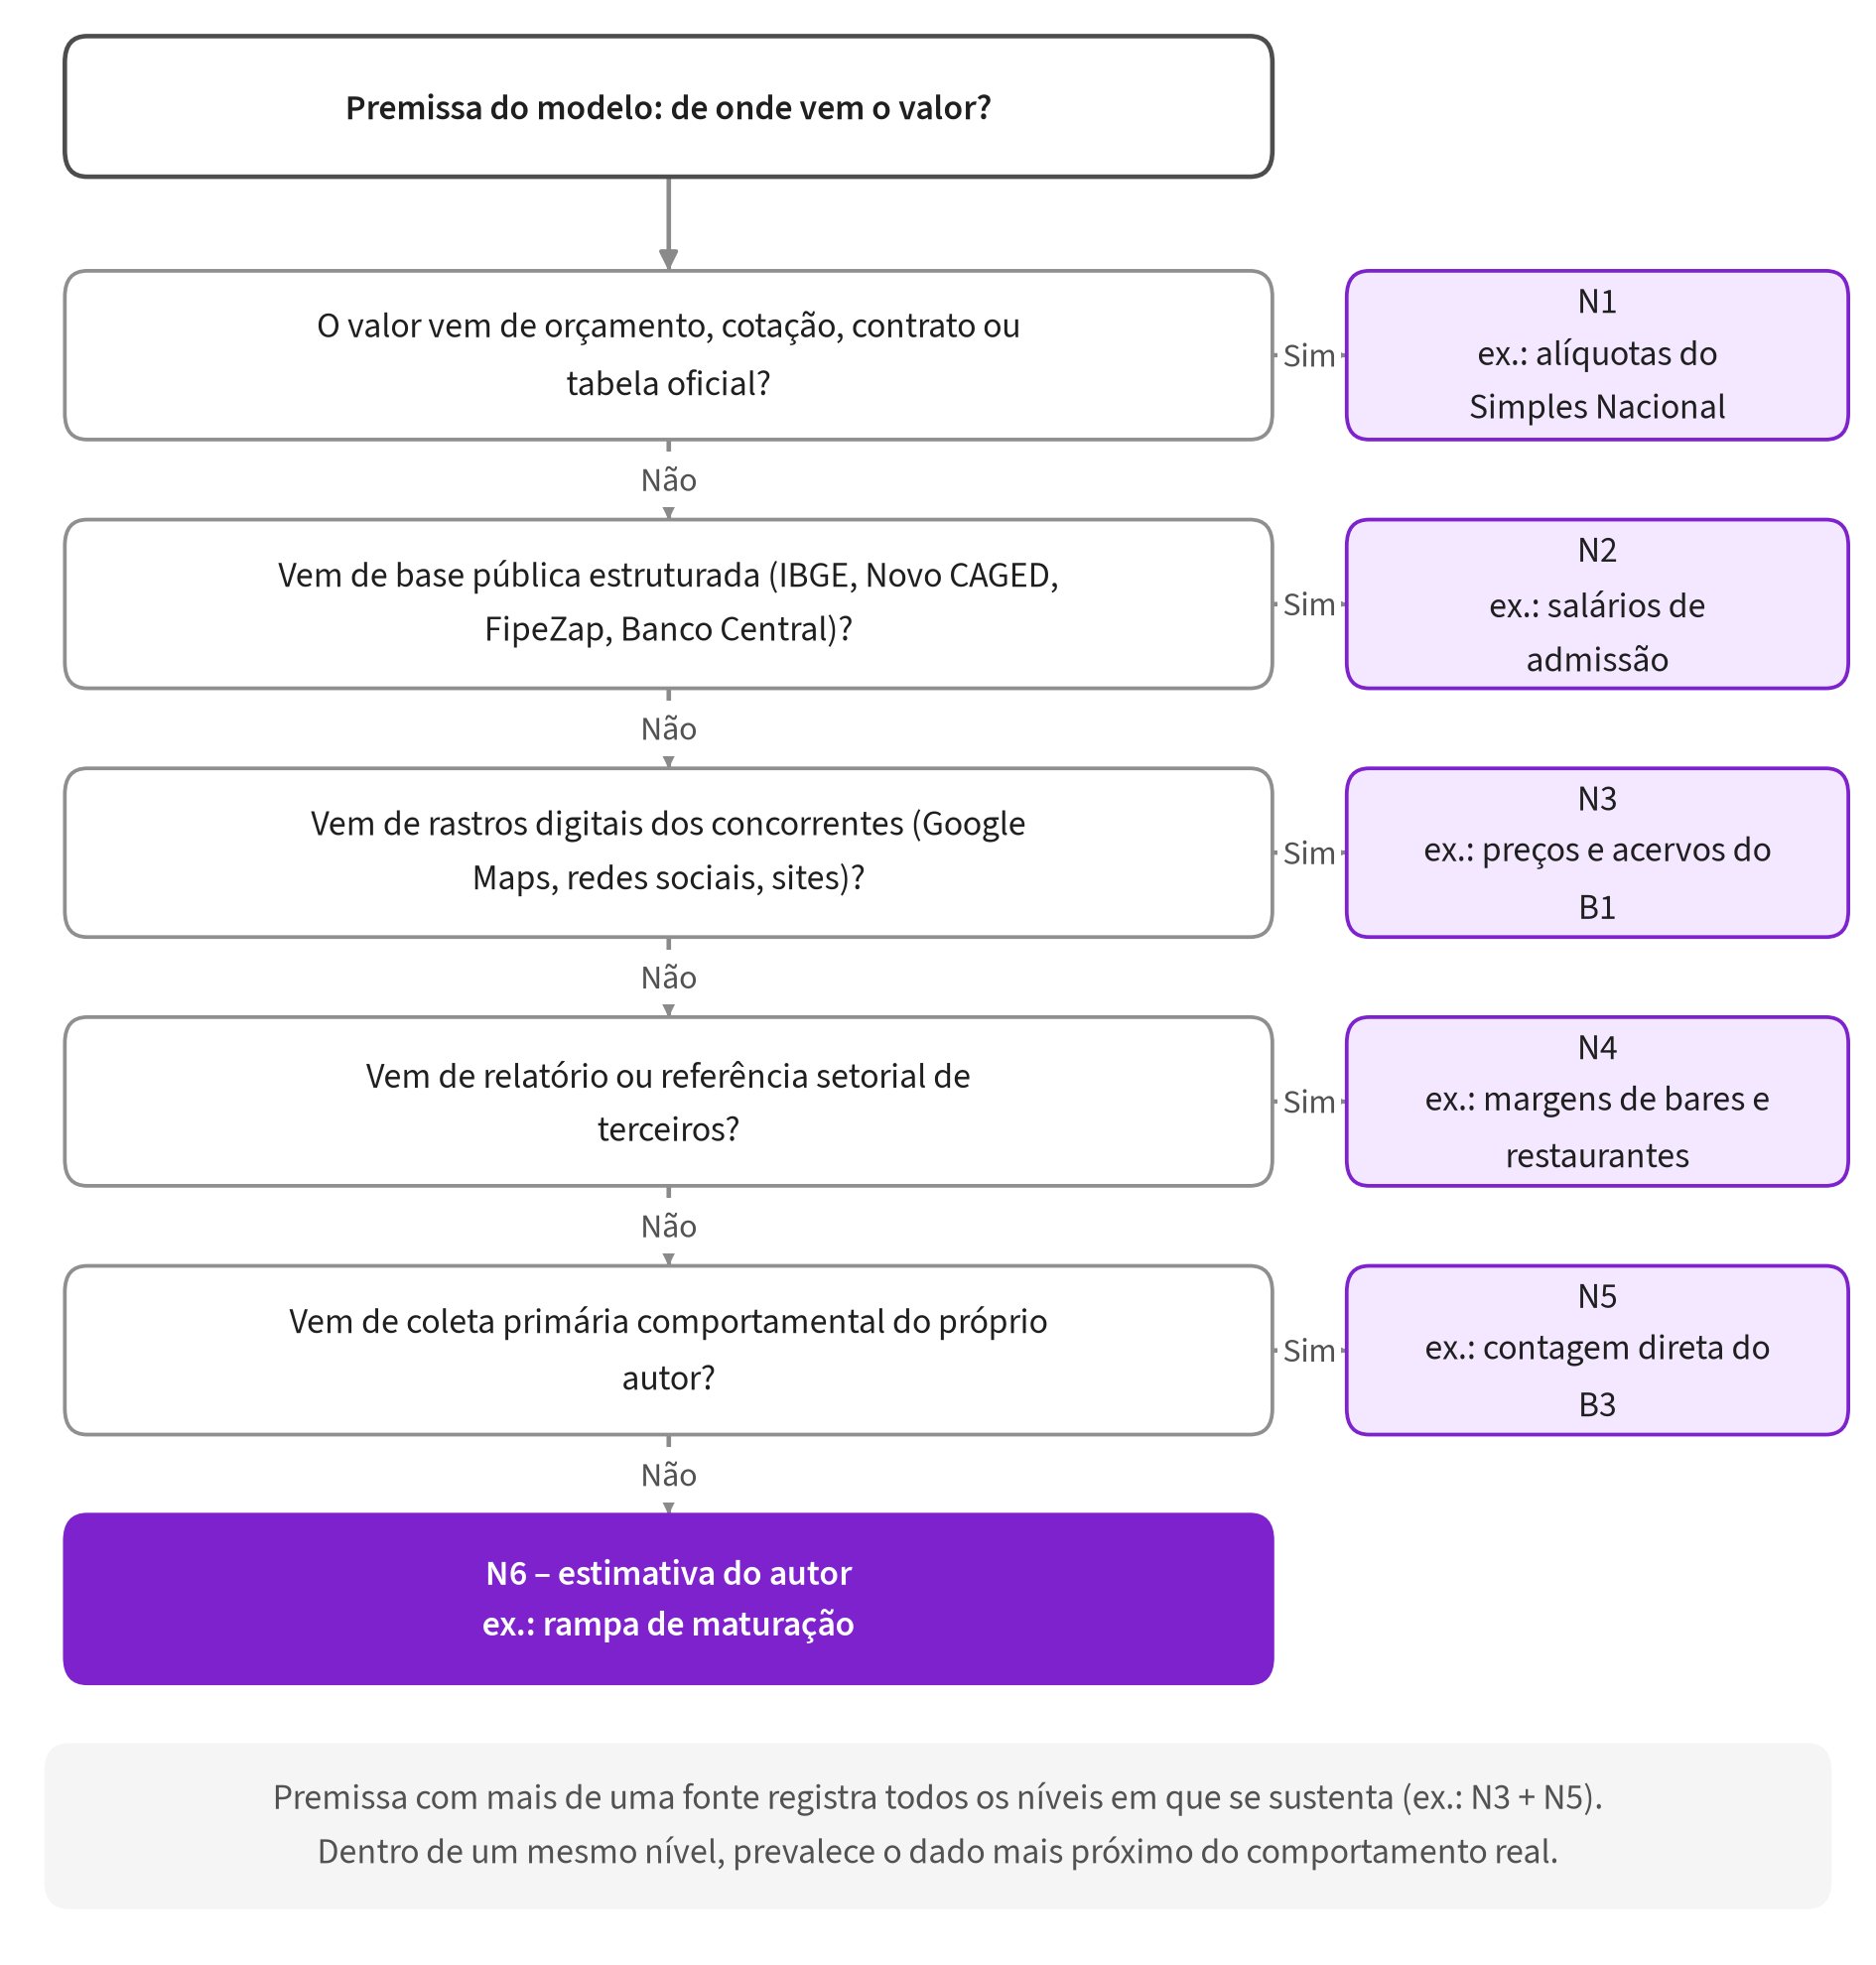 Premissa do modelo: de onde vem o valor?
O valor vem de orçamento, cotação, contrato ou
tabela oficial?
Sim
N1
ex.: alíquotas do
Simples Nacional
Não
Vem de base pública estruturada (IBGE, Novo CAGED,
FipeZap, Banco Central)?
Sim
N2
ex.: salários de
admissão
Não
Vem de rastros digitais dos concorrentes (Google
Maps, redes sociais, sites)?
Sim
N3
ex.: preços e acervos do
B1
Não
Vem de relatório ou referência setorial de
terceiros?
Sim
N4
ex.: margens de bares e
restaurantes
Não
Vem de coleta primária comportamental do próprio
autor?
Sim
N5
ex.: contagem direta do
B3
Não
N6 – estimativa do autor
ex.: rampa de maturação
Premissa com mais de uma fonte registra todos os níveis em que se sustenta (ex.: N3 + N5).
Dentro de um mesmo nível, prevalece o dado mais próximo do comportamento real.